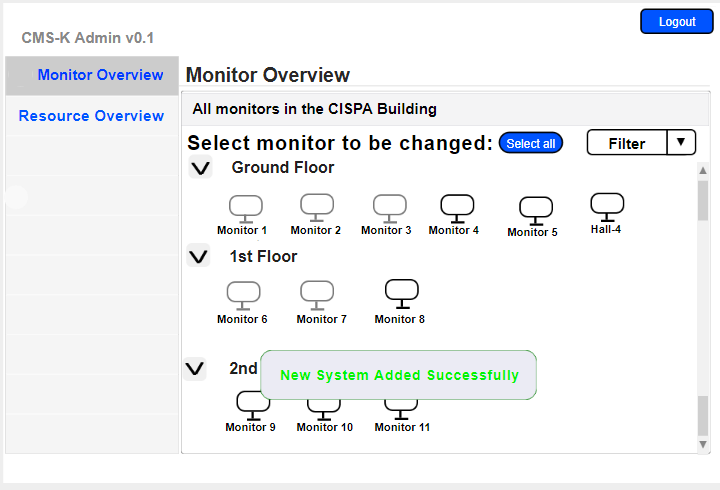 Logout
CMS-K Admin v0.1
Monitor Overview
Resource Overview
Monitor Overview
All monitors in the CISPA Building
Select monitor to be changed:
Select all
Filter
Ground Floor
Monitor 1
Monitor 2
Monitor 3
Monitor 4
Monitor 5
Hall-4
1st Floor
Monitor 6
Monitor 7
Monitor 8
2nd
New System Added Successfully
Monitor 9
Monitor 10
Monitor 11